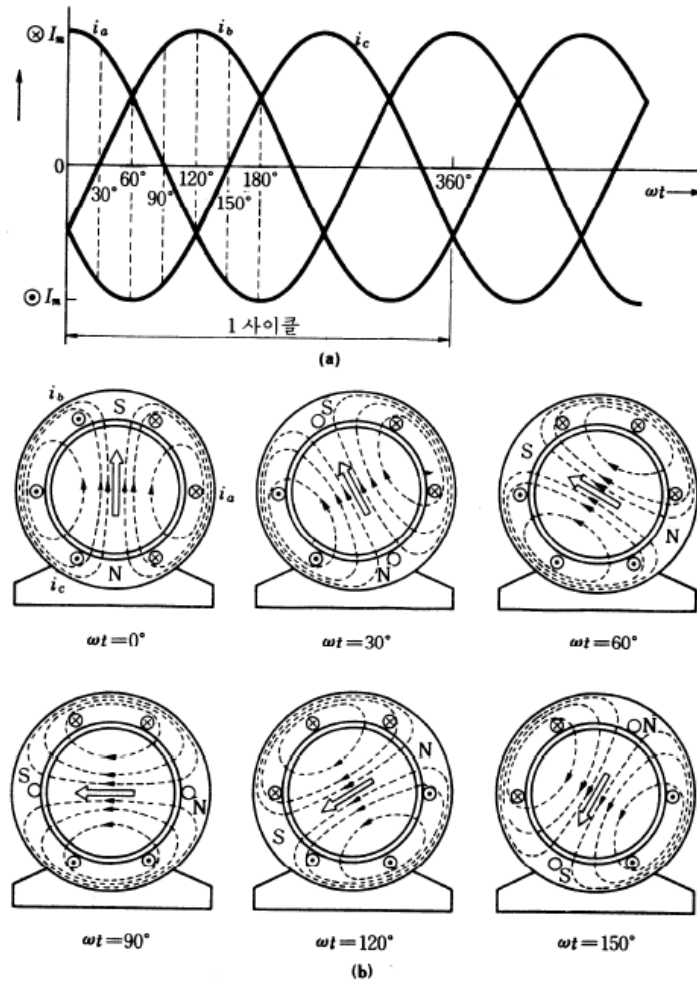 ⊗ Iₘ iₐ i_b i_c
0 30° 60° 90° 120° 150° 180° 360° ωt
⊙ Iₘ
1 사이클
(a)
i_b S S S
iₐ N
i_c N N
ωt=0° ωt=30° ωt=60°
S N N S N S
ωt=90° ωt=120° ωt=150°
(b)